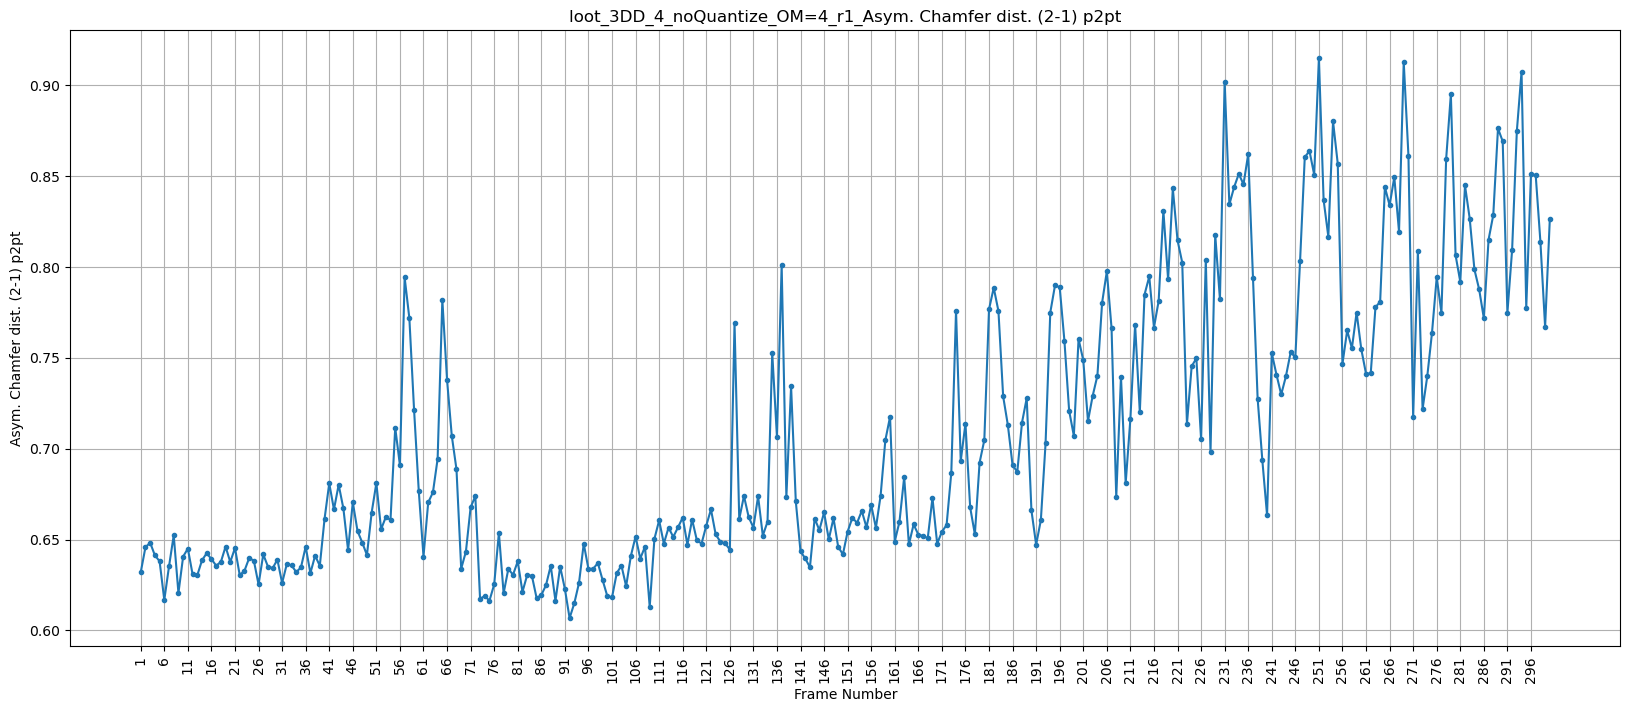 loot_3DD_4_noQuantize_OM=4_r1_Asym. Chamfer dist. (2-1) p2pt
Asym. Chamfer dist. (2-1) p2pt
0.90
0.85
0.80
0.75
0.70
0.65
0.60
1 6 11 16 21 26 31 36 41 46 51 56 61 66 71 76 81 86 91 96 101 106 111 116 121 126 131 136 141 146 151 156 161 166 171 176 181 186 191 196 201 206 211 216 221 226 231 236 241 246 251 256 261 266 271 276 281 286 291 296
Frame Number